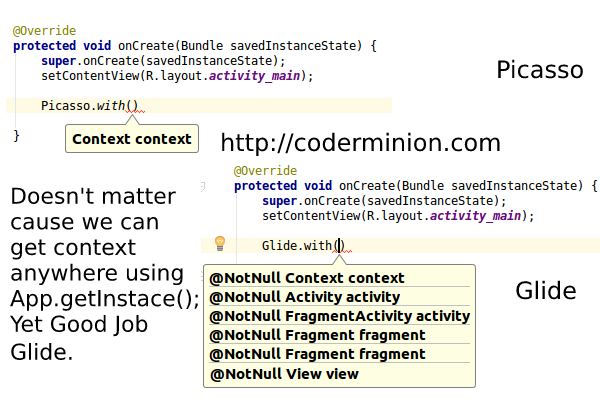 @Override
protected void onCreate(Bundle savedInstanceState) {
super.onCreate(savedInstanceState);
setContentView(R.layout.activity_main);
Picasso.with()
}
Context context
Picasso
http://coderminion.com
@Override
protected void onCreate(Bundle savedInstanceState) {
super.onCreate(savedInstanceState);
setContentView(R.layout.activity_main);
Glide.with()
@NotNull Context context
@NotNull Activity activity
@NotNull FragmentActivity activity
@NotNull Fragment fragment
@NotNull Fragment fragment
@NotNull View view
Glide
Doesn't matter
cause we can
get context
anywhere using
App.getInstace();
Yet Good Job
Glide.